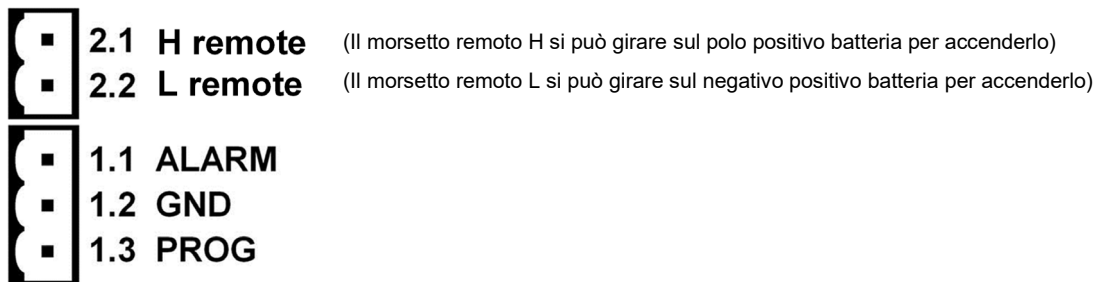 2.1 H remote (Il morsetto remoto H si può girare sul polo positivo batteria per accenderlo)
2.2 L remote (Il morsetto remoto L si può girare sul negativo positivo batteria per accenderlo)
1.1 ALARM
1.2 GND
1.3 PROG